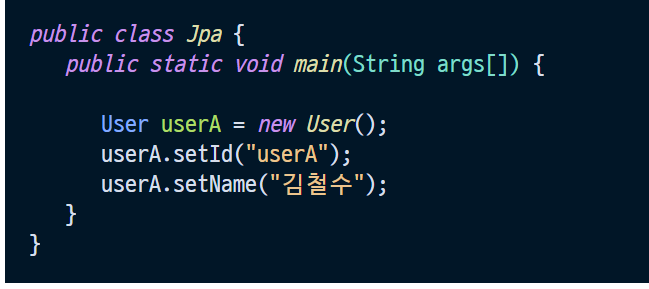 public class Jpa {
public static void main(String args[]) {
User userA = new User();
userA.setId("userA");
userA.setName("김철수");
}
}